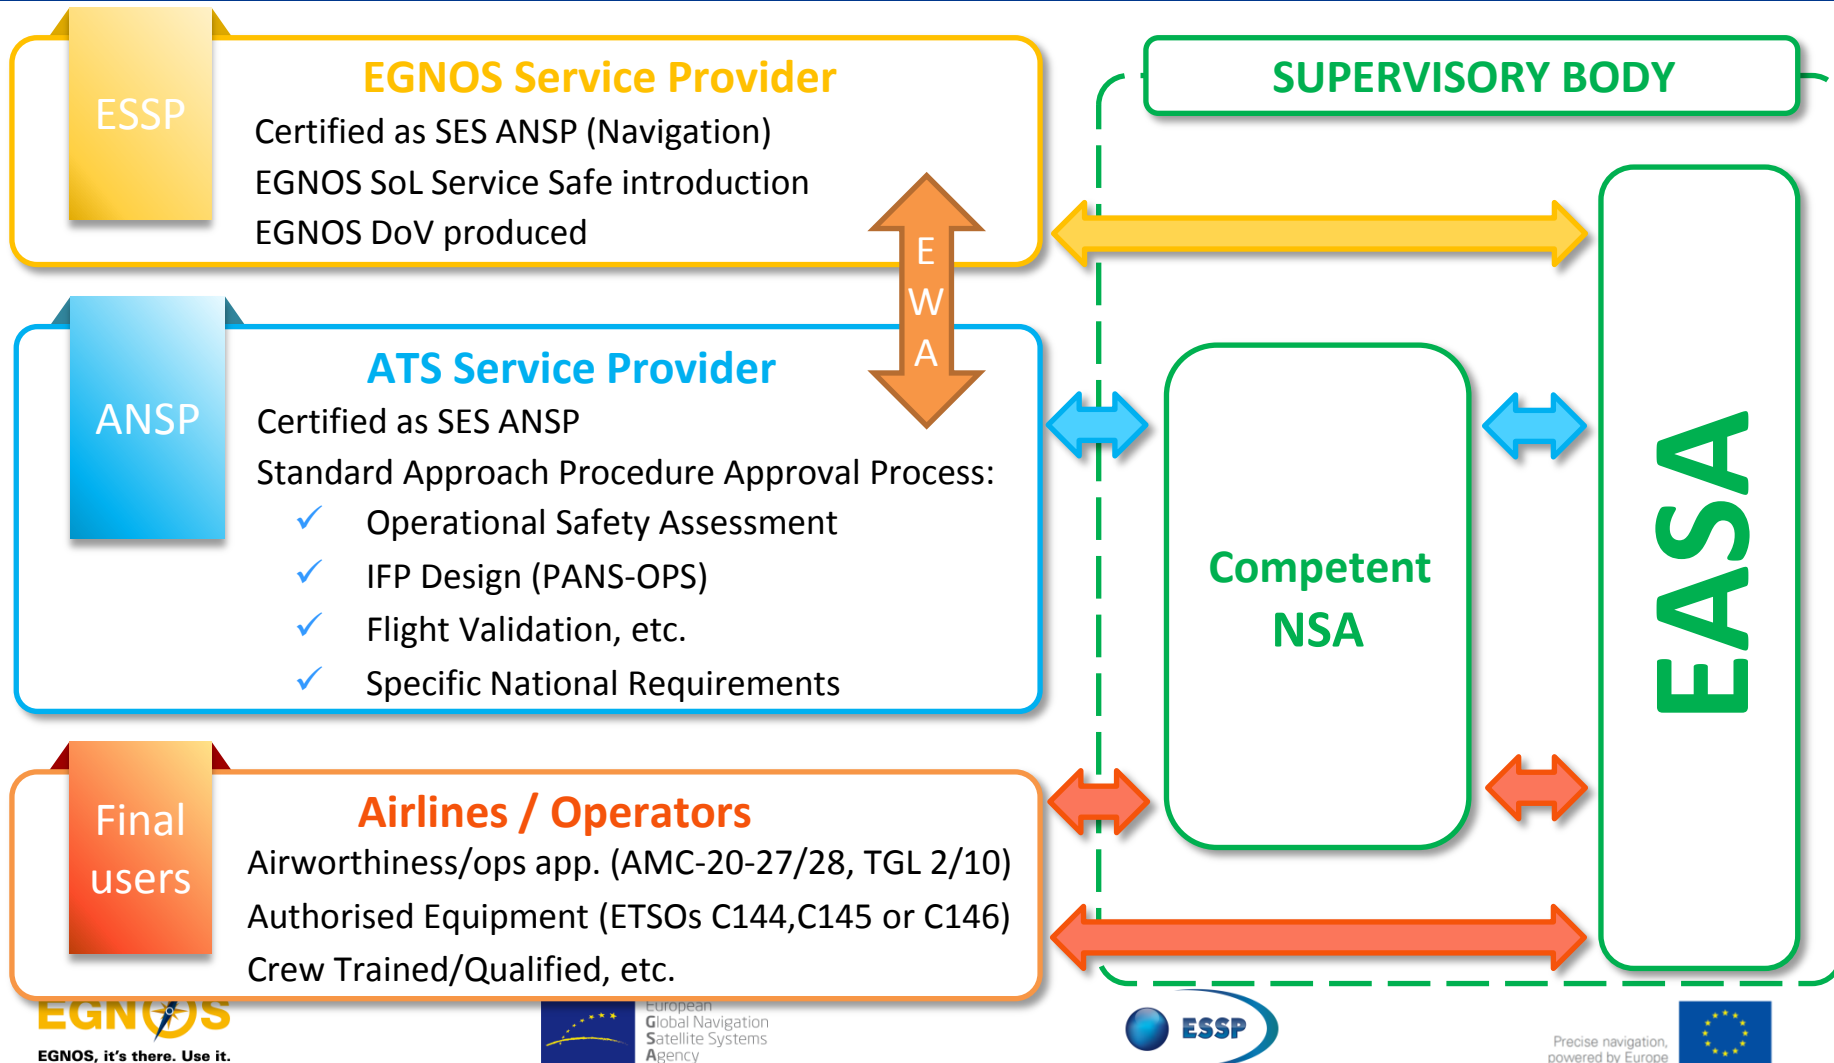 ESSP
EGNOS Service Provider
Certified as SES ANSP (Navigation)
EGNOS SoL Service Safe introduction
EGNOS DoV produced
E
W
A
ANSP
ATS Service Provider
Certified as SES ANSP
Standard Approach Procedure Approval Process:
✓ Operational Safety Assessment
✓ IFP Design (PANS-OPS)
✓ Flight Validation, etc.
✓ Specific National Requirements
Final
users
Airlines / Operators
Airworthiness/ops app. (AMC-20-27/28, TGL 2/10)
Authorised Equipment (ETSOs C144,C145 or C146)
Crew Trained/Qualified, etc.
SUPERVISORY BODY
Competent
NSA
EASA
EGNOS
EGNOS, it's there. Use it.
European
Global Navigation
Satellite Systems
Agency
ESSP
Precise navigation,
powered by Europe